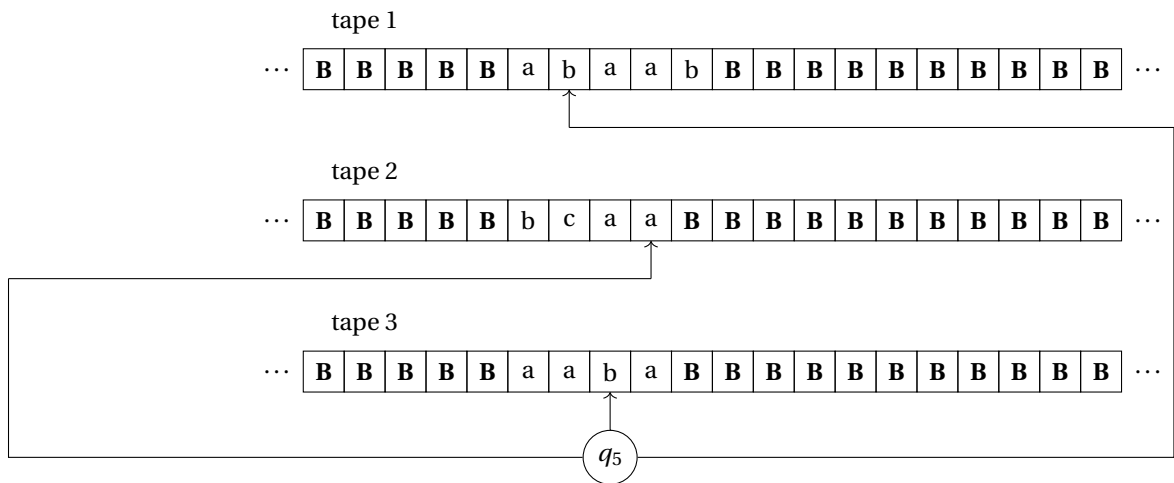 tape 1
... B B B B B a b a a b B B B B B B B B B B ...
tape 2
... B B B B B b c a a B B B B B B B B B B B ...
tape 3
... B B B B B a a b a B B B B B B B B B B B ...
q₅